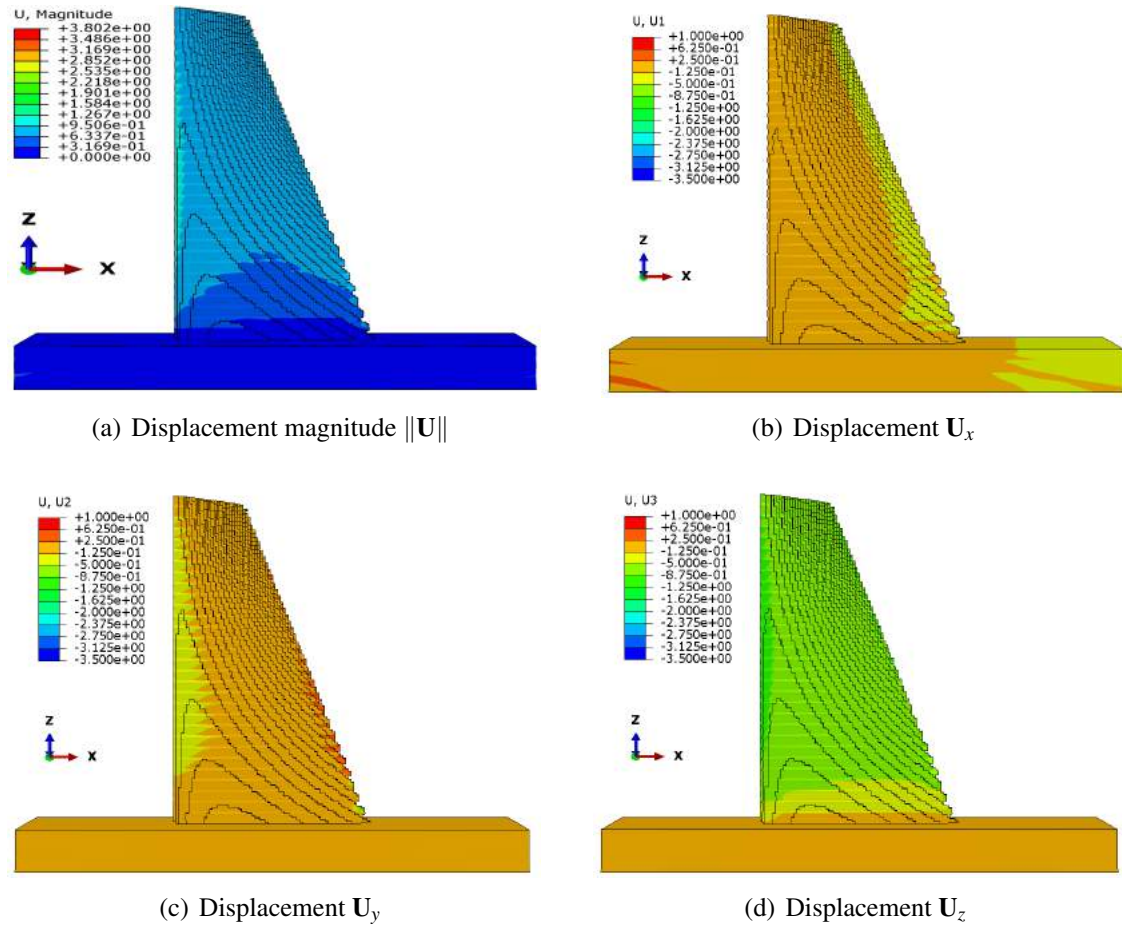 U, Magnitude
+3.802e+00
+3.486e+00
+3.169e+00
+2.852e+00
+2.535e+00
+2.218e+00
+1.901e+00
+1.584e+00
+1.267e+00
+9.506e-01
+6.337e-01
+3.169e-01
+0.000e+00
Z
X
(a) Displacement magnitude ||U||
U, U1
+1.000e+00
+6.250e-01
+2.500e-01
-1.250e-01
-5.000e-01
-8.750e-01
-1.250e+00
-1.625e+00
-2.000e+00
-2.375e+00
-2.750e+00
-3.125e+00
-3.500e+00
Z
X
(b) Displacement Uₓ
U, U2
+1.000e+00
+6.250e-01
+2.500e-01
-1.250e-01
-5.000e-01
-8.750e-01
-1.250e+00
-1.625e+00
-2.000e+00
-2.375e+00
-2.750e+00
-3.125e+00
-3.500e+00
Z
X
(c) Displacement U_y
U, U3
+1.000e+00
+6.250e-01
+2.500e-01
-1.250e-01
-5.000e-01
-8.750e-01
-1.250e+00
-1.625e+00
-2.000e+00
-2.375e+00
-2.750e+00
-3.125e+00
-3.500e+00
Z
X
(d) Displacement U_z